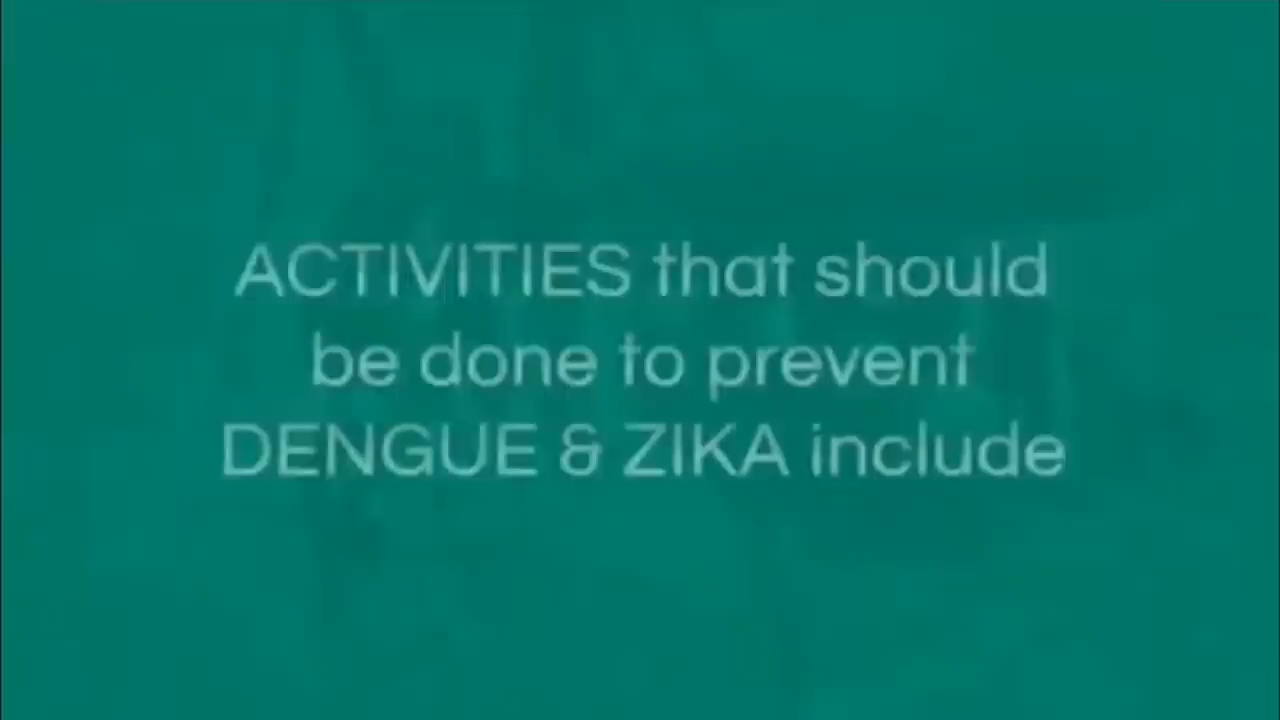 ACTIVITIES that should
be done to prevent
DENGUE & ZIKA include